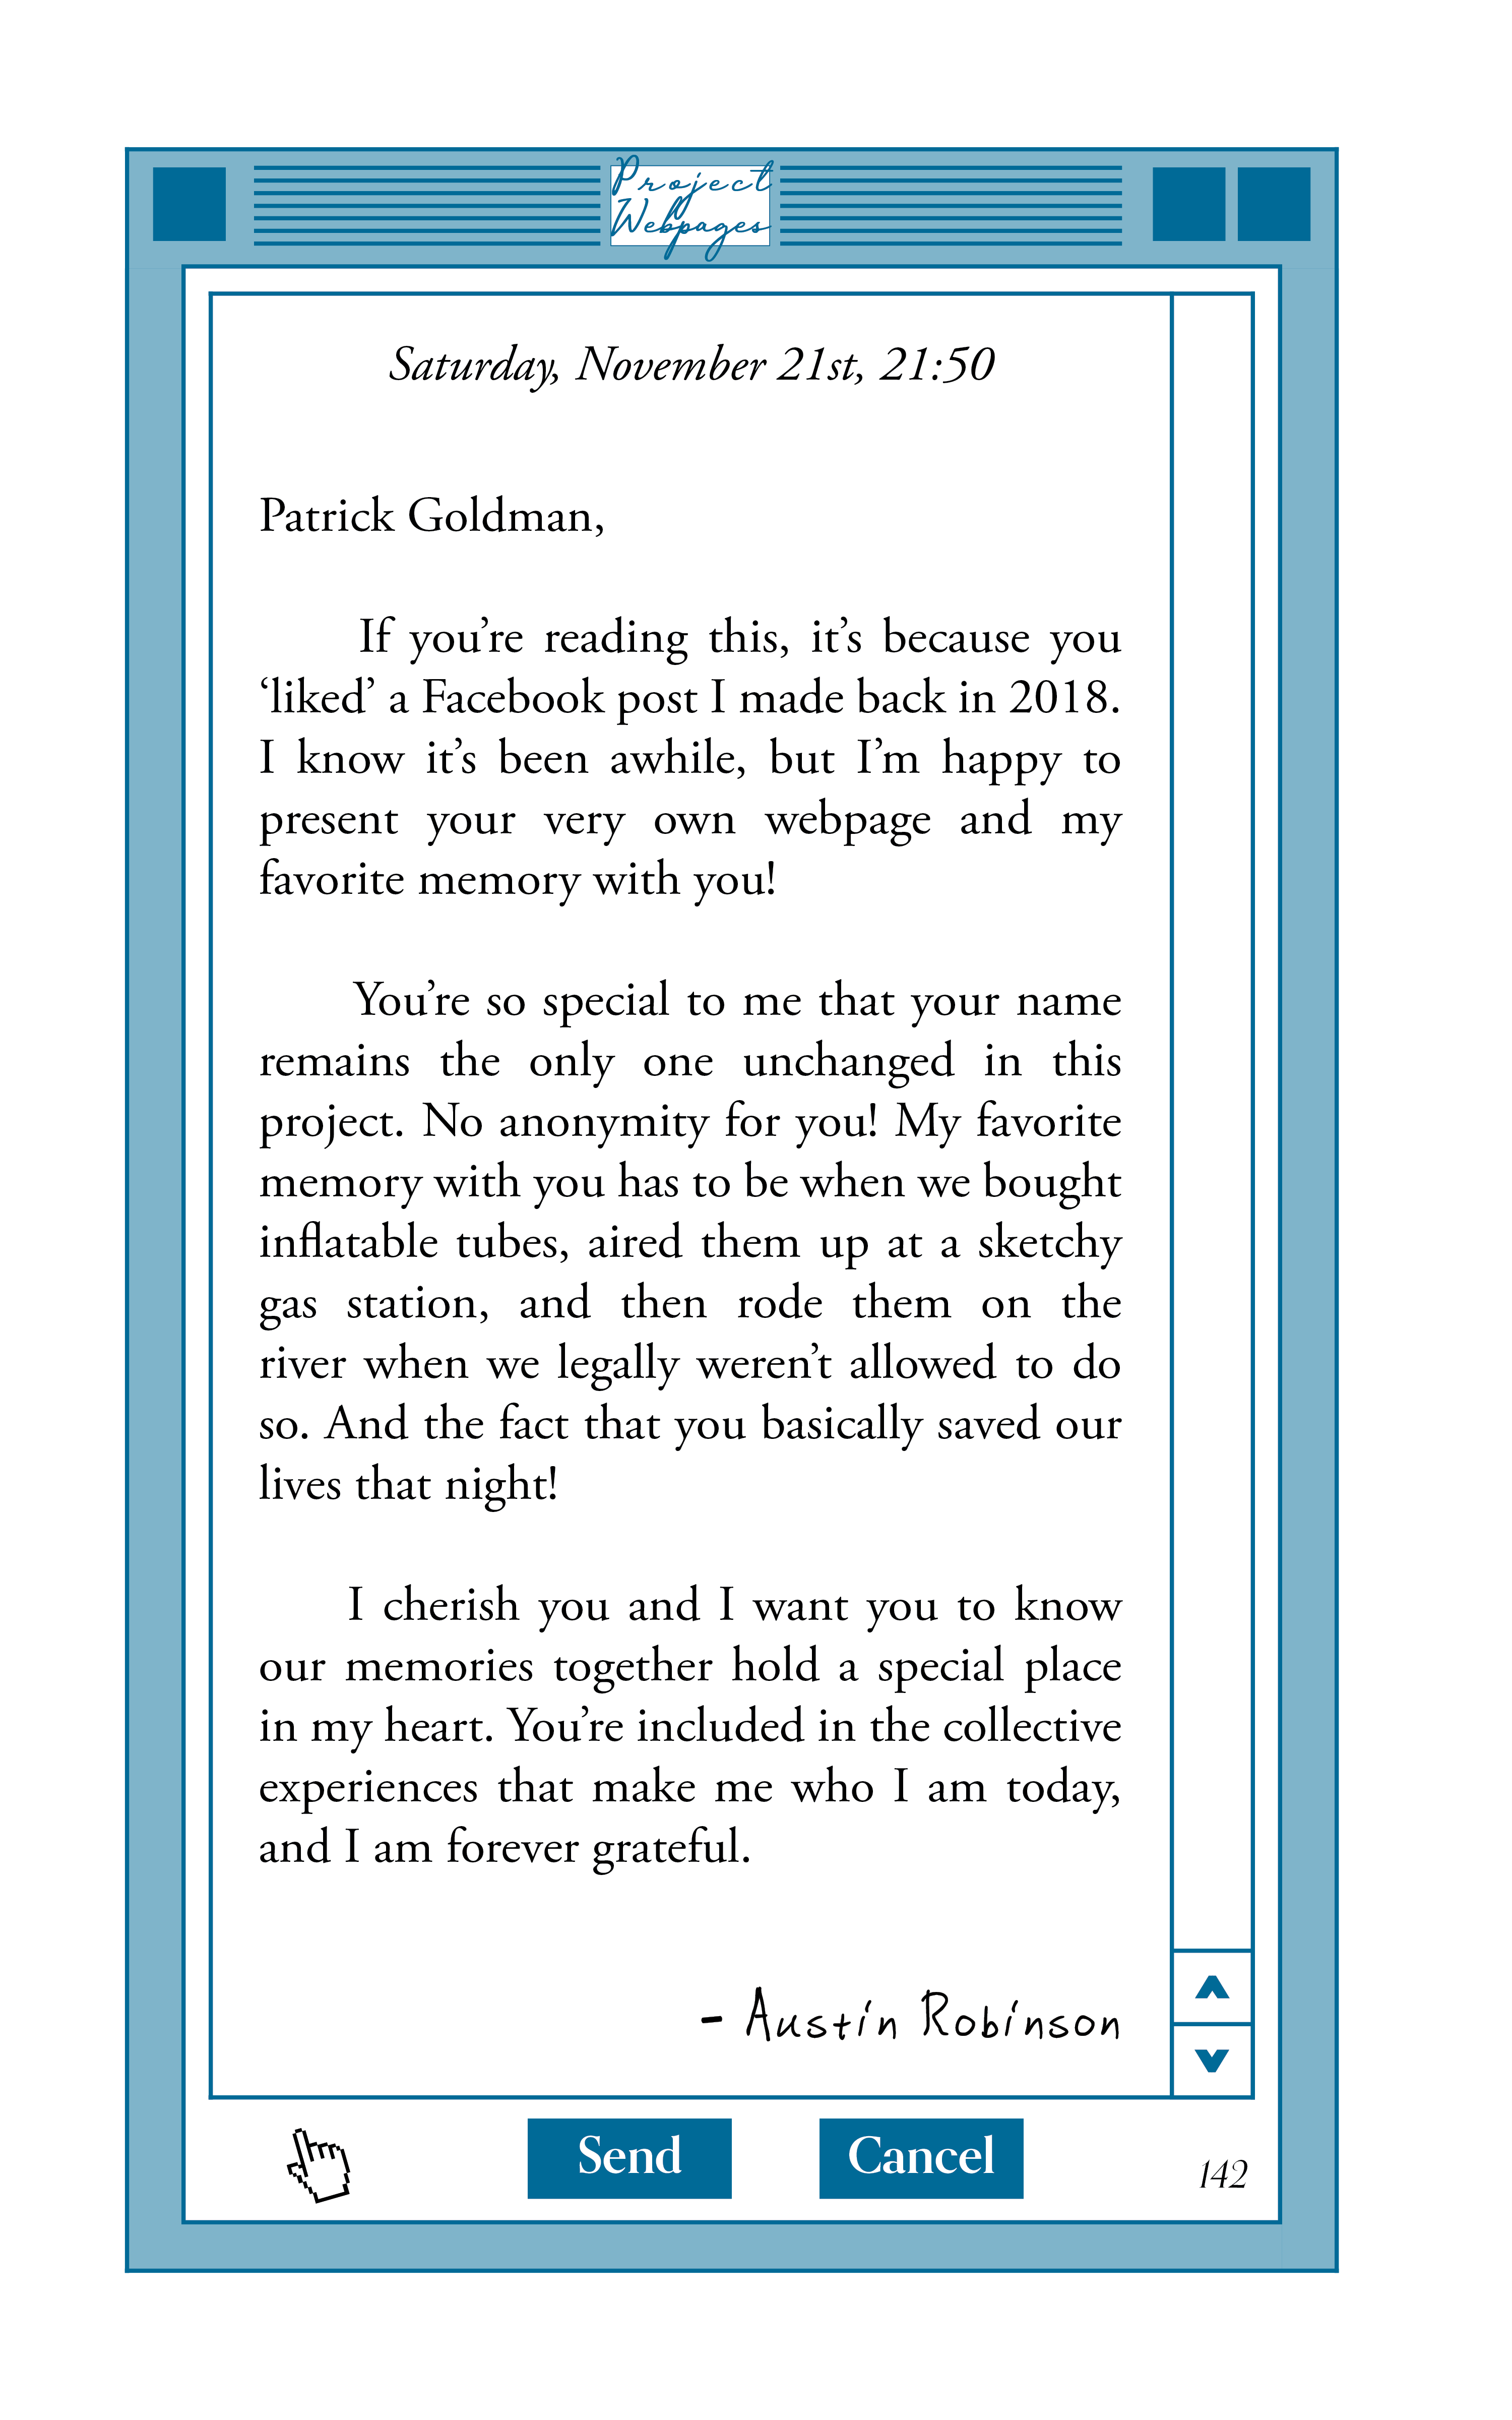 Project
Webpages
Saturday, November 21st, 21:50
Patrick Goldman,
If you’re reading this, it’s because you
‘liked’ a Facebook post I made back in 2018.
I know it’s been awhile, but I’m happy to
present your very own webpage and my
favorite memory with you!
You’re so special to me that your name
remains the only one unchanged in this
project. No anonymity for you! My favorite
memory with you has to be when we bought
inflatable tubes, aired them up at a sketchy
gas station, and then rode them on the
river when we legally weren’t allowed to do
so. And the fact that you basically saved our
lives that night!
I cherish you and I want you to know
our memories together hold a special place
in my heart. You’re included in the collective
experiences that make me who I am today,
and I am forever grateful.
- Austin Robinson
Send Cancel
142